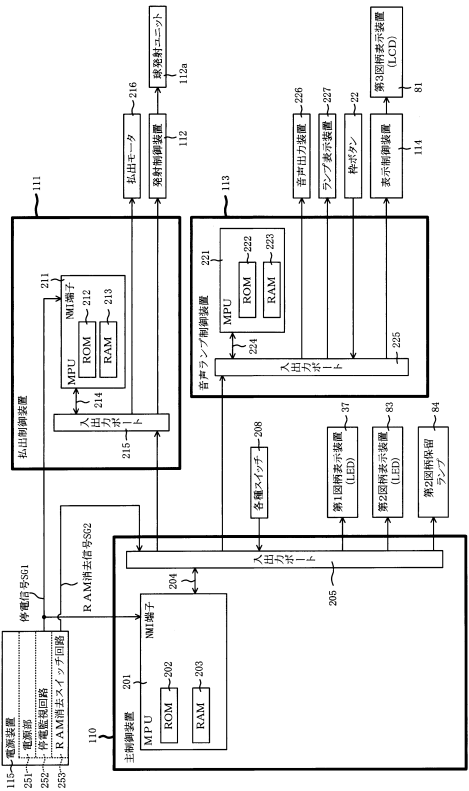 115
電源装置
251
電源部
252
停電監視回路
253
RAM消去スイッチ回路
停電信号SG1
RAM消去信号SG2
110
主制御装置
201
MPU
NMI端子
ROM
202
RAM
203
204
入出力ポート
205
各種スイッチ
208
第1図柄表示装置
(LED)
37
第2図柄表示装置
(LED)
83
第2図柄保留
ランプ
84
111
払出制御装置
211
NMI端子
MPU
ROM
212
RAM
213
214
入出力ポート
215
払出モータ
216
発射制御装置
112
球発射ユニット
112a
113
音声ランプ制御装置
221
MPU
ROM
222
RAM
223
224
入出力ポート
225
音声出力装置
226
ランプ表示装置
227
枠ボタン
22
表示制御装置
114
第3図柄表示装置
(LCD)
81